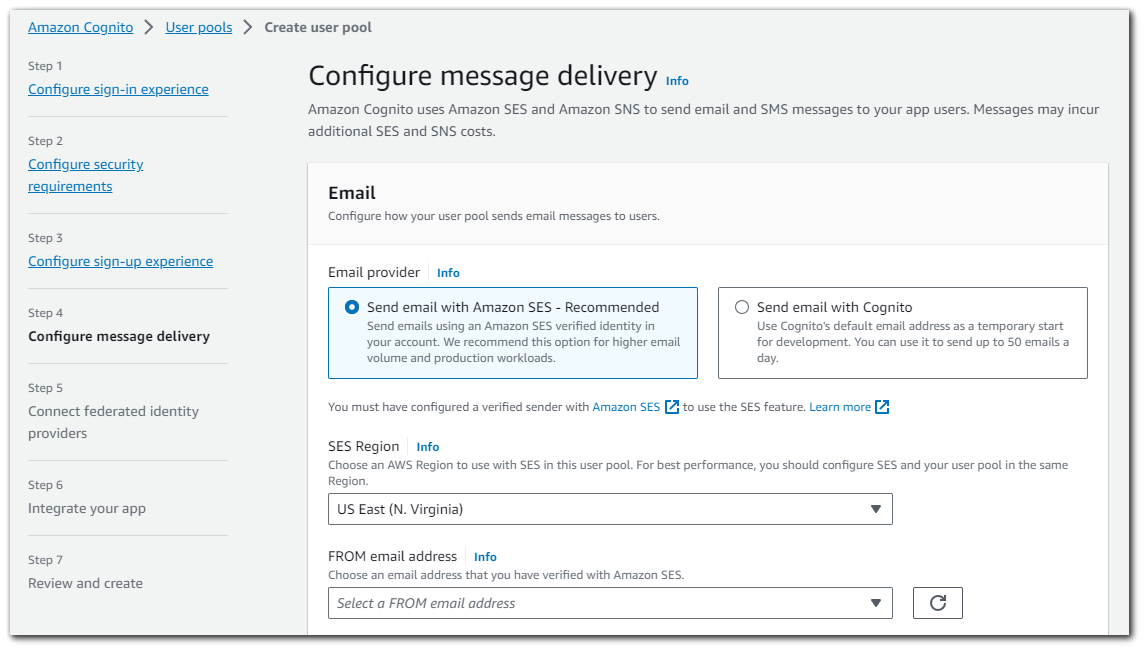 Amazon Cognito > User pools > Create user pool
Step 1
Configure sign-in experience
Step 2
Configure security
requirements
Step 3
Configure sign-up experience
Step 4
Configure message delivery
Step 5
Connect federated identity
providers
Step 6
Integrate your app
Step 7
Review and create
Configure message delivery Info
Amazon Cognito uses Amazon SES and Amazon SNS to send email and SMS messages to your app users. Messages may incur
additional SES and SNS costs.
Email
Configure how your user pool sends email messages to users.
Email provider Info
Send email with Amazon SES - Recommended
Send emails using an Amazon SES verified identity in
your account. We recommend this option for higher email
volume and production workloads.
Send email with Cognito
Use Cognito's default email address as a temporary start
for development. You can use it to send up to 50 emails a
day.
You must have configured a verified sender with Amazon SES to use the SES feature. Learn more
SES Region Info
Choose an AWS Region to use with SES in this user pool. For best performance, you should configure SES and your user pool in the same
Region.
US East (N. Virginia)
FROM email address Info
Choose an email address that you have verified with Amazon SES.
Select a FROM email address